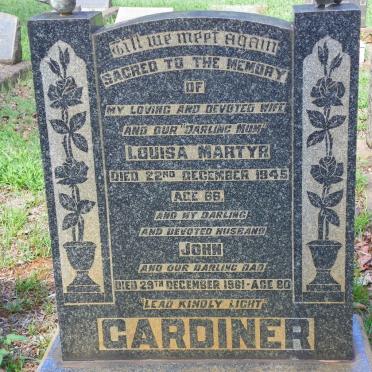 Till we meet Again
SACRED TO THE MEMORY
OF
MY LOVING AND DEVOTED WIFE
AND OUR DARLING MUM
LOUISA MARTYR
DIED 22ND DECEMBER 1945
AGE 66
AND MY DARLING
AND DEVOTED HUSBAND
JOHN
AND OUR DARLING DAD
DIED 29TH DECEMBER 1961-AGE 80
"LEAD KINDLY LIGHT"
GARDINER